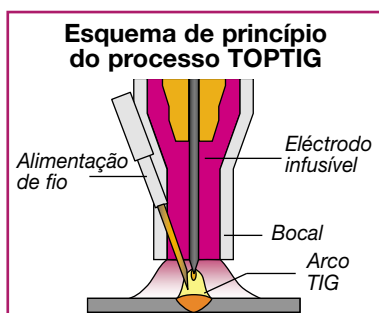 Esquema de princípio
do processo TOPTIG
Eléctrodo
infusível
Alimentação
de fio
Bocal
Arco
TIG